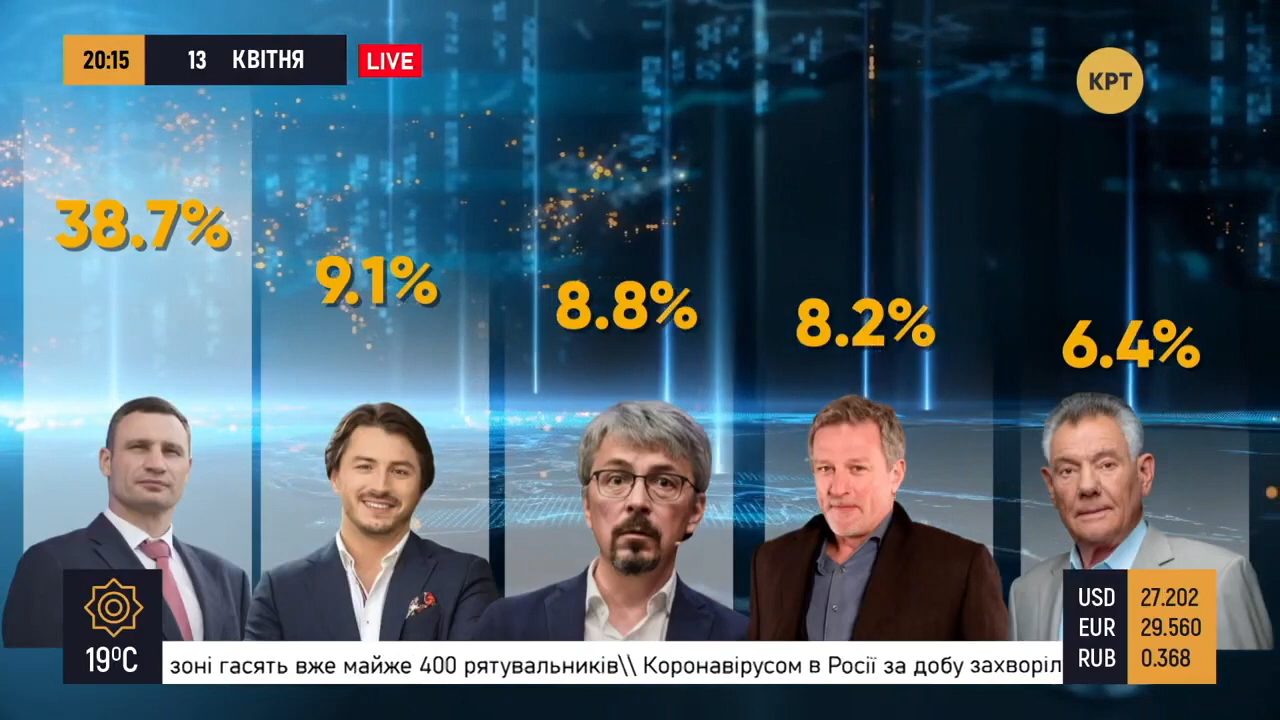 20:15 13 КВІТНЯ LIVE
КРТ
38.7%
9.1%
8.8%
8.2%
6.4%
19°C
зоні гасять вже майже 400 рятувальників\\ Коронавірусом в Росії за добу захворіл
USD 27.202
EUR 29.560
RUB 0.368